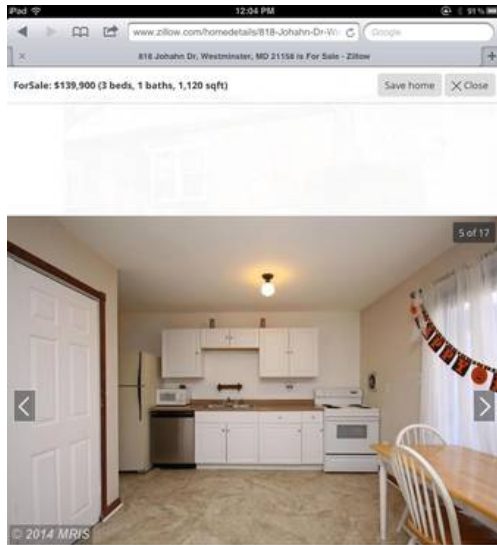 iPad 12:04 PM 91%
www.zillow.com/homedetails/818-Johahn-Dr-W Google
818 Johahn Dr, Westminster, MD 21158 is For Sale - Zillow
ForSale: $139,900 (3 beds, 1 baths, 1,120 sqft) Save home Close
5 of 17
© 2014 MRIS